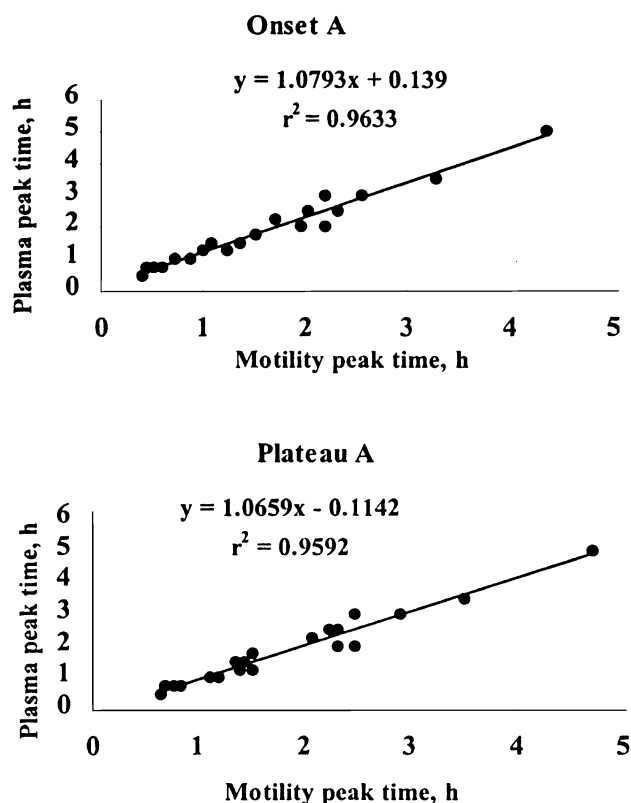 Onset A
y = 1.0793x + 0.139
r² = 0.9633
Plasma peak time, h
6
5
4
3
2
1
0
0 1 2 3 4 5
Motility peak time, h
Plateau A
y = 1.0659x - 0.1142
r² = 0.9592
Plasma peak time, h
6
5
4
3
2
1
0
0 1 2 3 4 5
Motility peak time, h